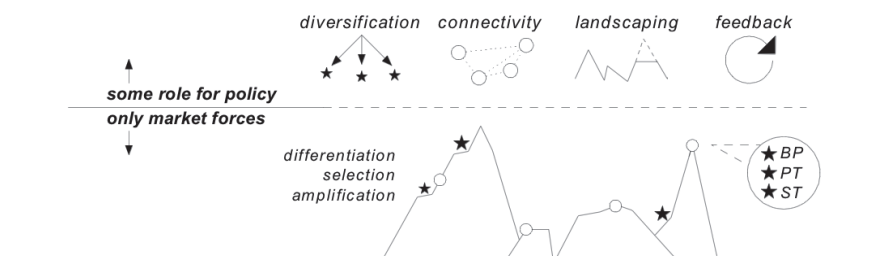 diversification connectivity landscaping feedback
some role for policy
only market forces
differentiation
selection
amplification
BP
PT
ST